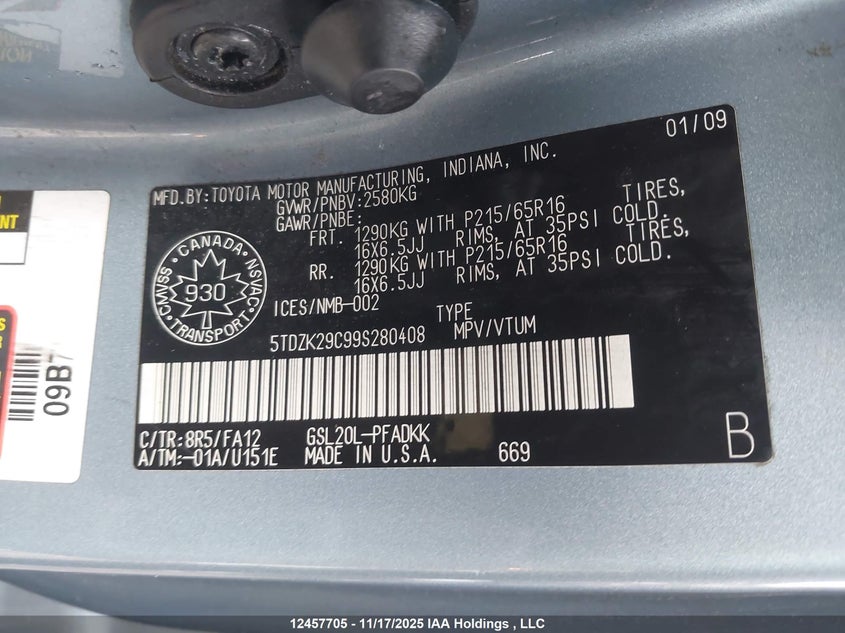 01/09
MFD.BY:TOYOTA MOTOR MANUFACTURING, INDIANA, INC.
GVWR/PNBV:2580KG
GAWR/PNBE:
FRT. 1290KG WITH P215/65R16 TIRES,
16X6.5JJ RIMS, AT 35PSI COLD.
RR. 1290KG WITH P215/65R16 TIRES,
16X6.5JJ RIMS, AT 35PSI COLD.
CANADA
CMVSS
NSVAC
930
TRANSPORT
ICES/NMB-002
TYPE
5TDZK29C99S280408 MPV/VTUM
C/TR:8R5/FA12 GSL20L-PFADKK
A/TM:-01A/U151E MADE IN U.S.A. 669
B
09B
12457705 - 11/17/2025 IAA Holdings , LLC